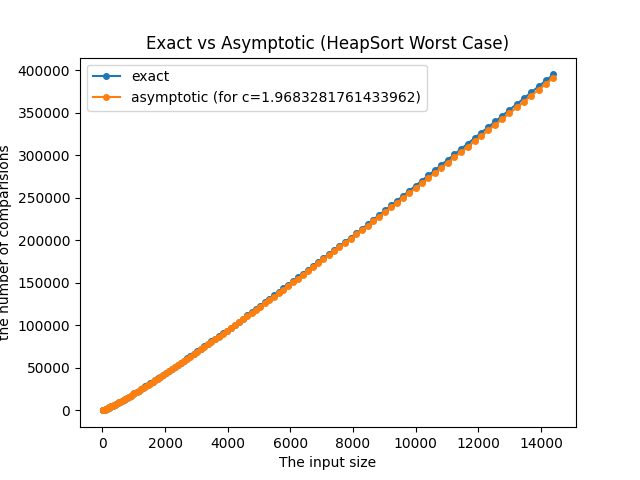 Exact vs Asymptotic (HeapSort Worst Case)
exact
asymptotic (for c=1.9683281761433962)
the number of comparisions
400000
350000
300000
250000
200000
150000
100000
50000
0
0 2000 4000 6000 8000 10000 12000 14000
The input size